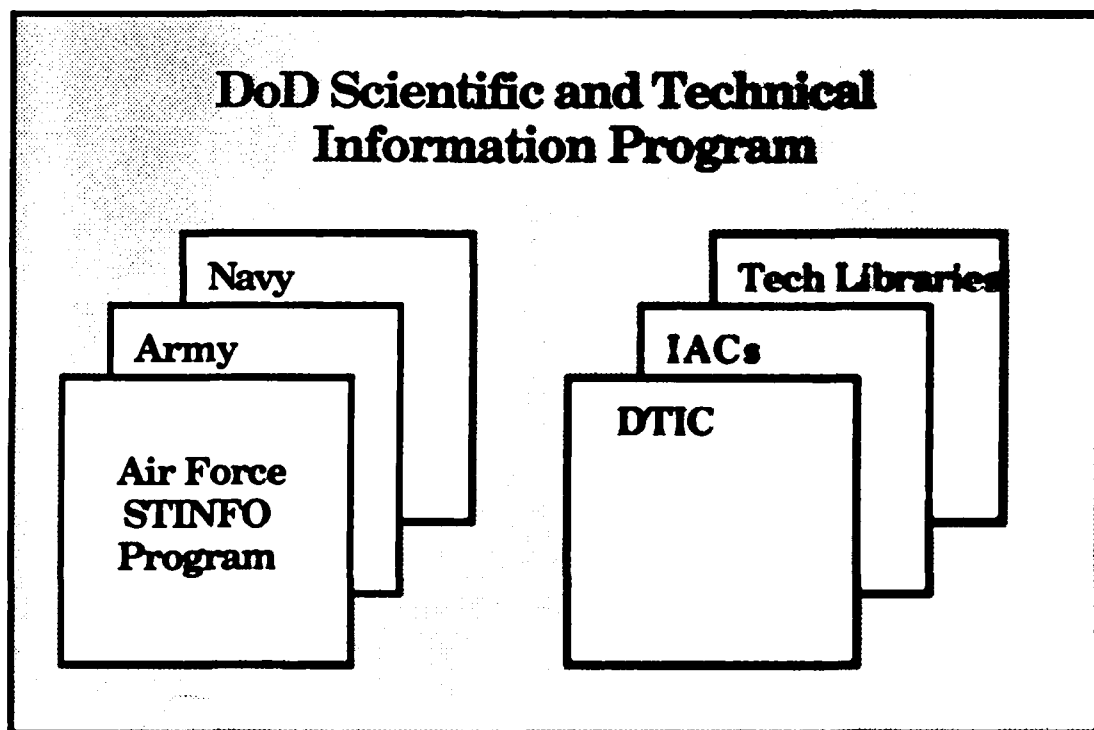 DoD Scientific and Technical
Information Program
Navy
Army
Air Force
STINFO
Program
Tech Libraries
IACs
DTIC